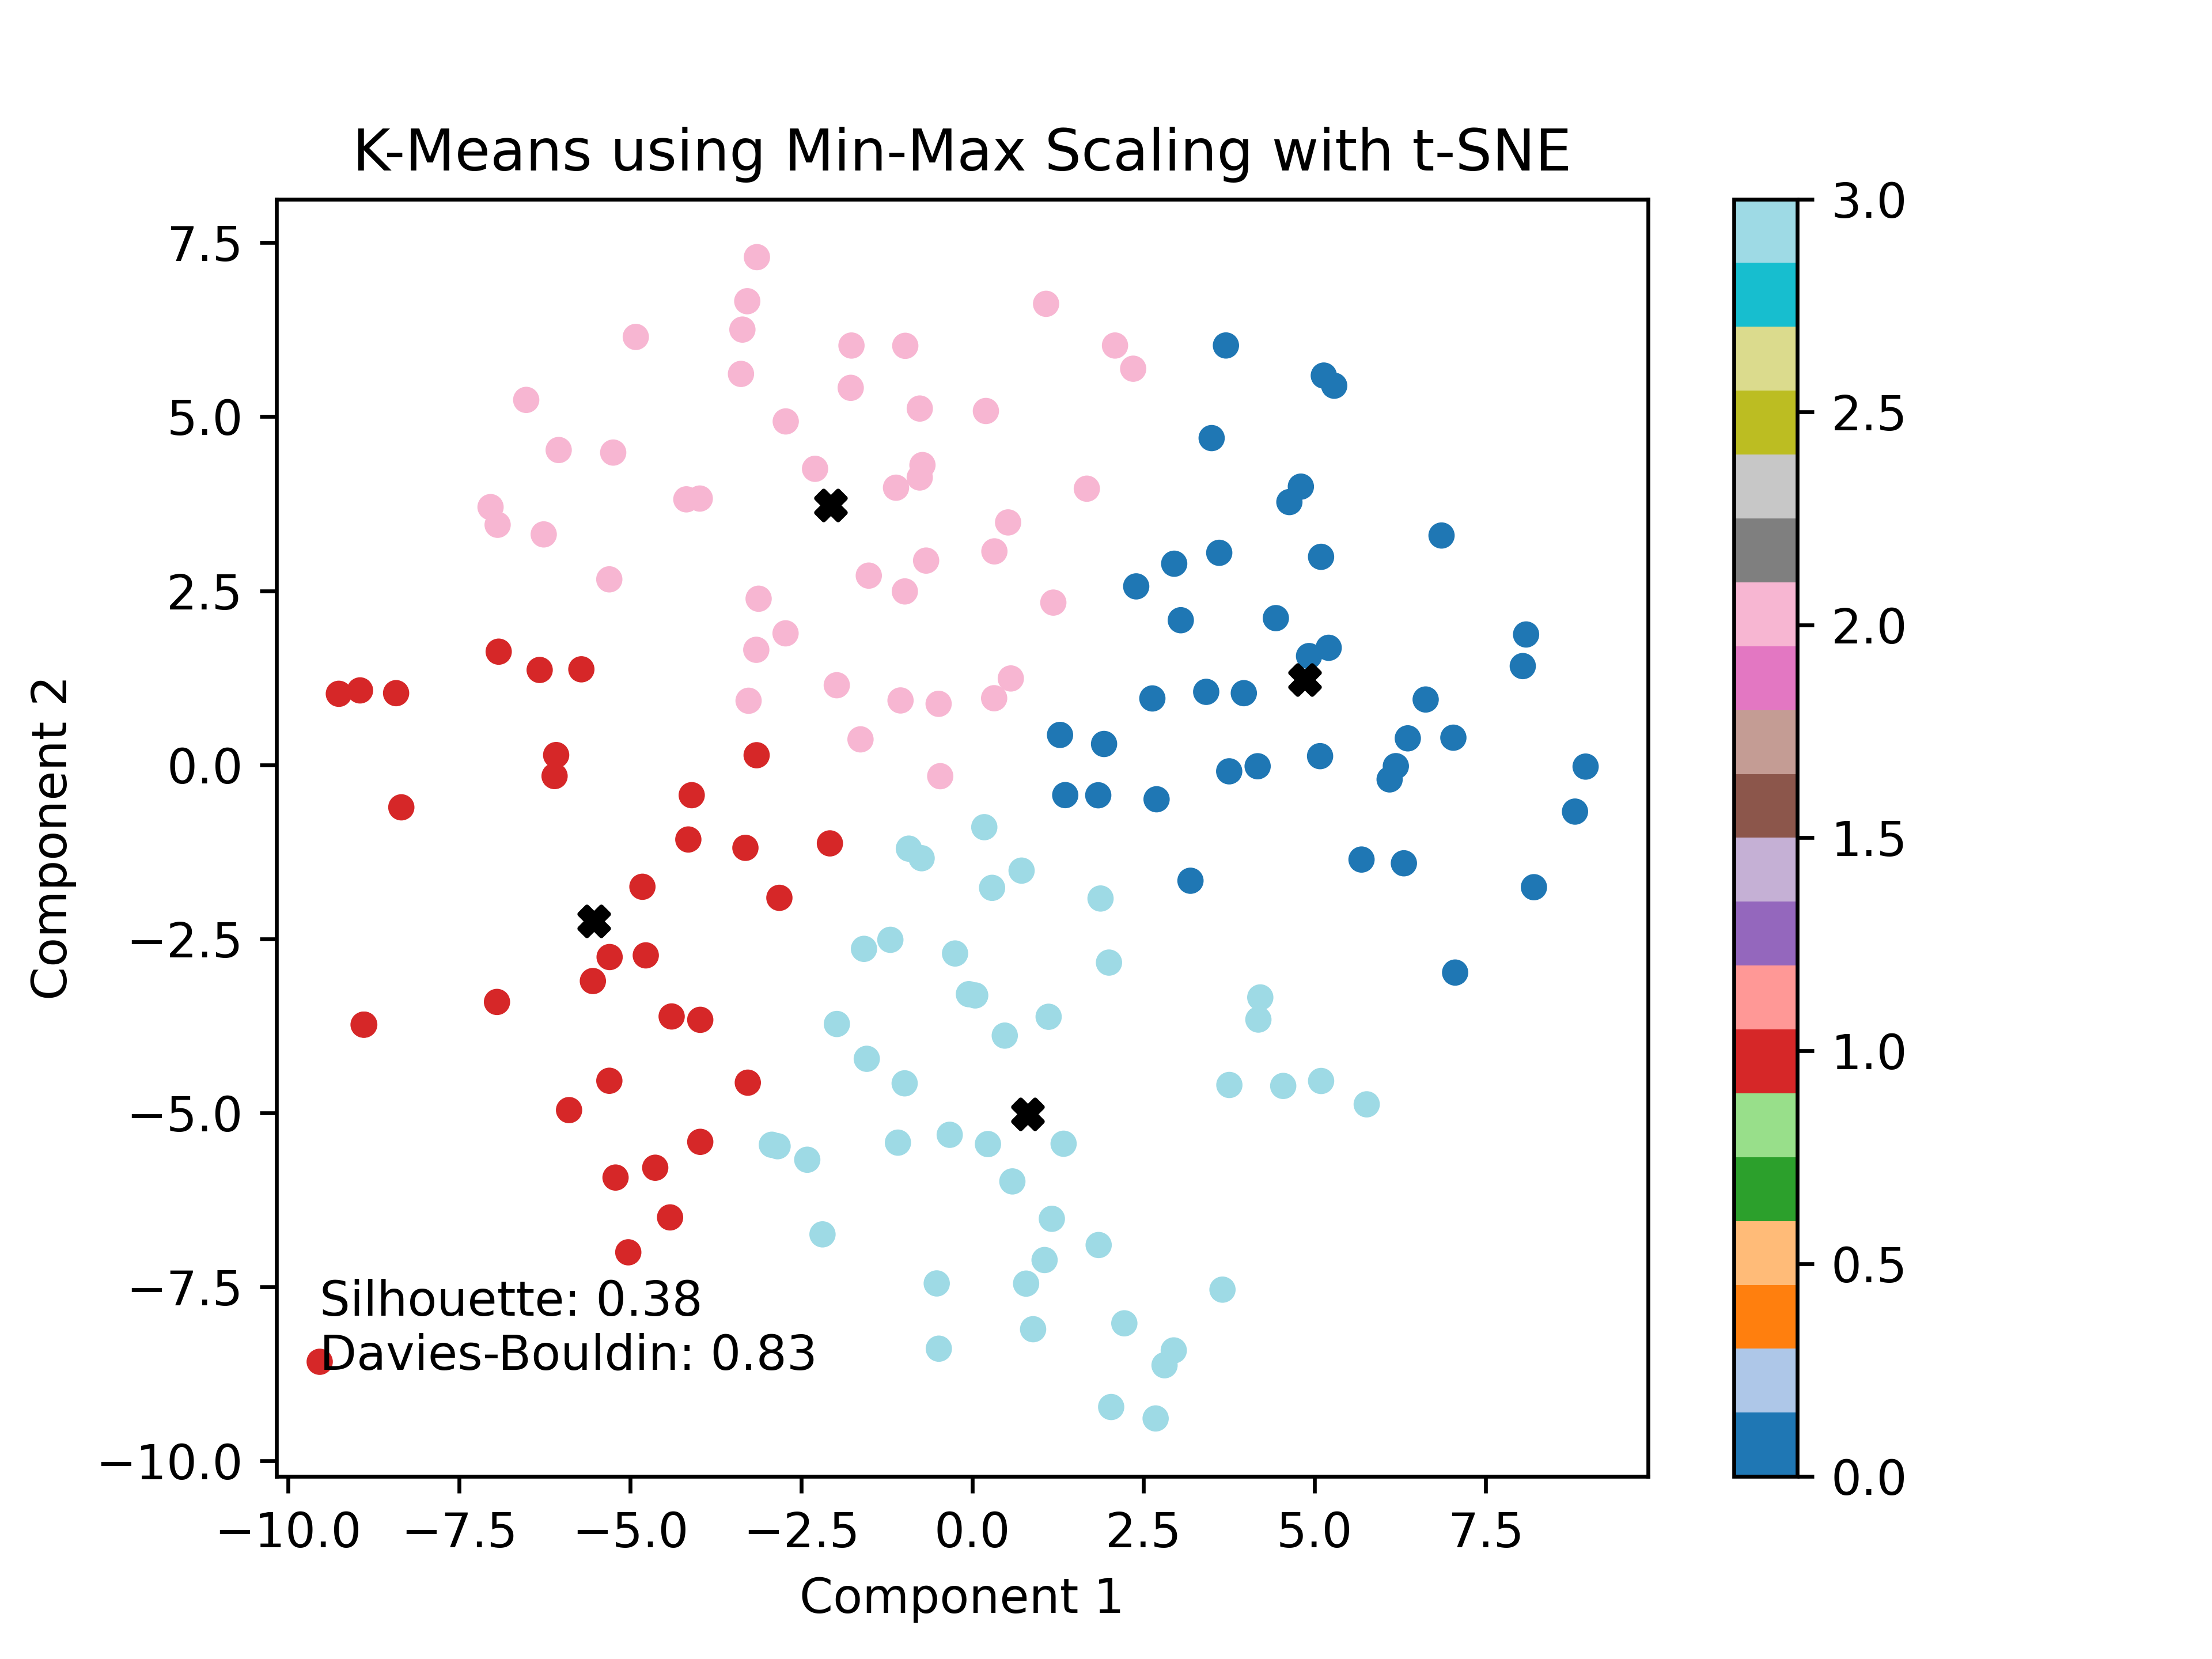 K-Means using Min-Max Scaling with t-SNE
7.5
5.0
2.5
0.0
−2.5
−5.0
−7.5
−10.0
Component 2
Silhouette: 0.38
Davies-Bouldin: 0.83
−10.0 −7.5 −5.0 −2.5 0.0 2.5 5.0 7.5
Component 1
3.0
2.5
2.0
1.5
1.0
0.5
0.0